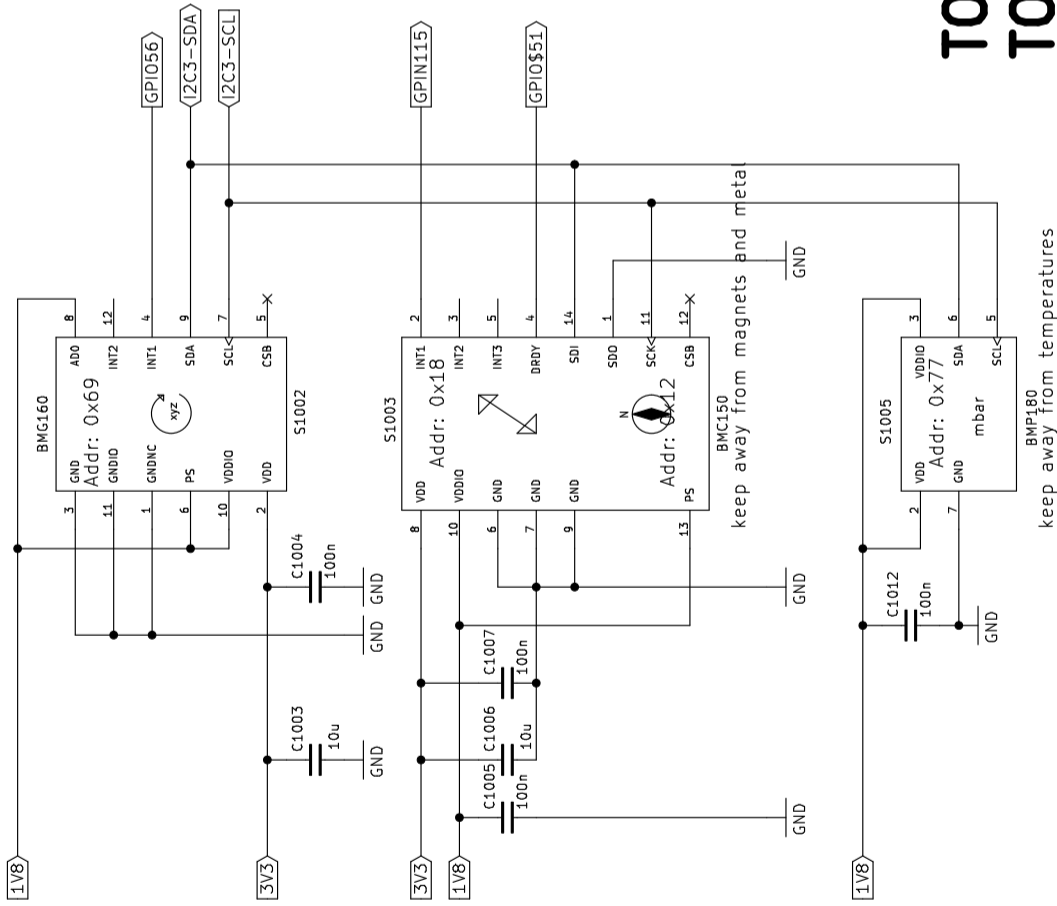 1V8
3V3
C1003
10u
GND
C1004
100n
GND
GND
BMG160
Addr: 0x69
xyz
S1002
3 GND
11 GNDIO
1 GNDNC
6 PS
10 VDDIO
2 VDD
8 ADO
12 INT2
4 INT1
9 SDA
7 SCL
5 CSB
GPIO56
I2C3-SDA
I2C3-SCL
3V3
1V8
C1005
100n
C1006
10u
C1007
100n
GND
GND
S1003
Addr: 0x18
N
Addr: 0x12
BMC150
keep away from magnets and metal
8 VDD
10 VDDIO
6 GND
7 GND
9 GND
13 PS
2 INT1
3 INT2
5 INT3
4 DRDY
14 SDI
1 SDO
11 SCK
12 CSB
GND
GPIN115
GPIO$51
1V8
C1012
100n
GND
S1005
Addr: 0x77
mbar
BMP180
keep away from temperatures
2 VDD
7 GND
3 VDDIO
6 SDA
5 SCL
TO
TO